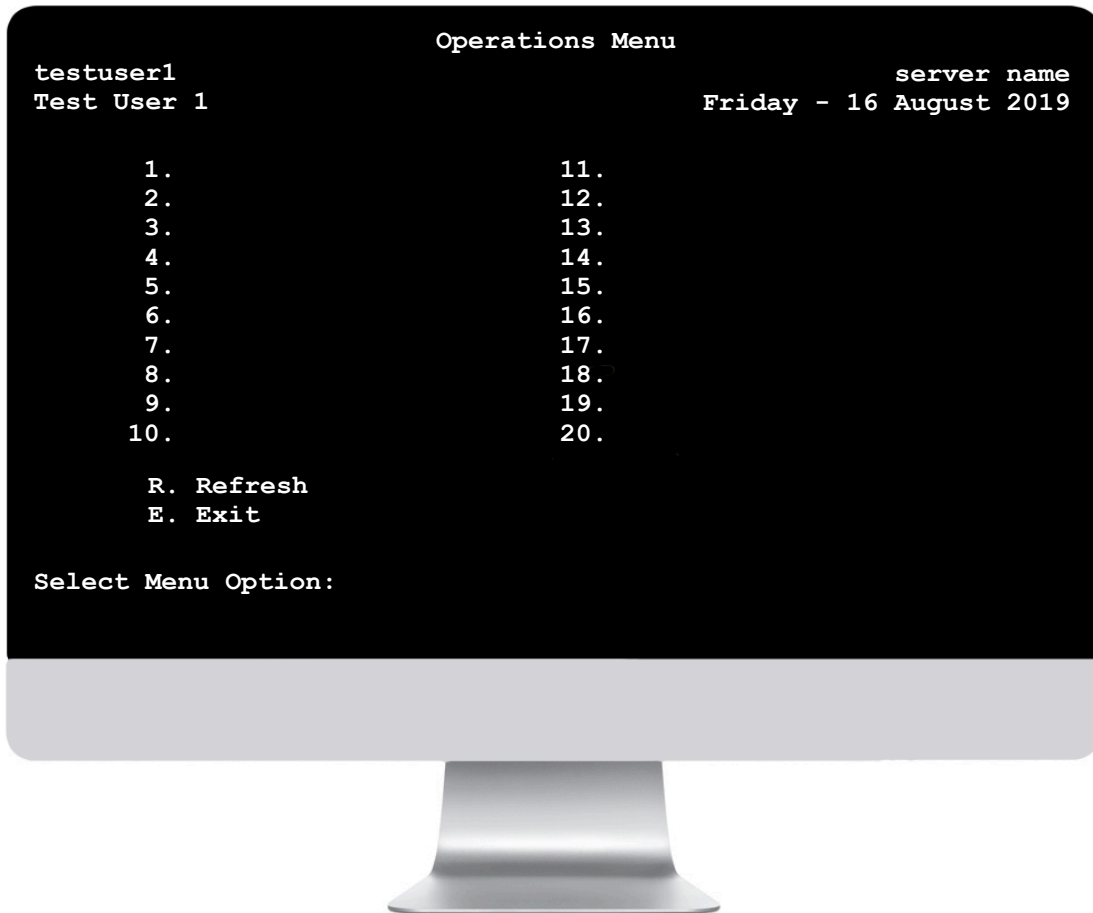 Operations Menu
testuser1 server name
Test User 1 Friday - 16 August 2019
1. 11.
2. 12.
3. 13.
4. 14.
5. 15.
6. 16.
7. 17.
8. 18.
9. 19.
10. 20.
R. Refresh
E. Exit
Select Menu Option: